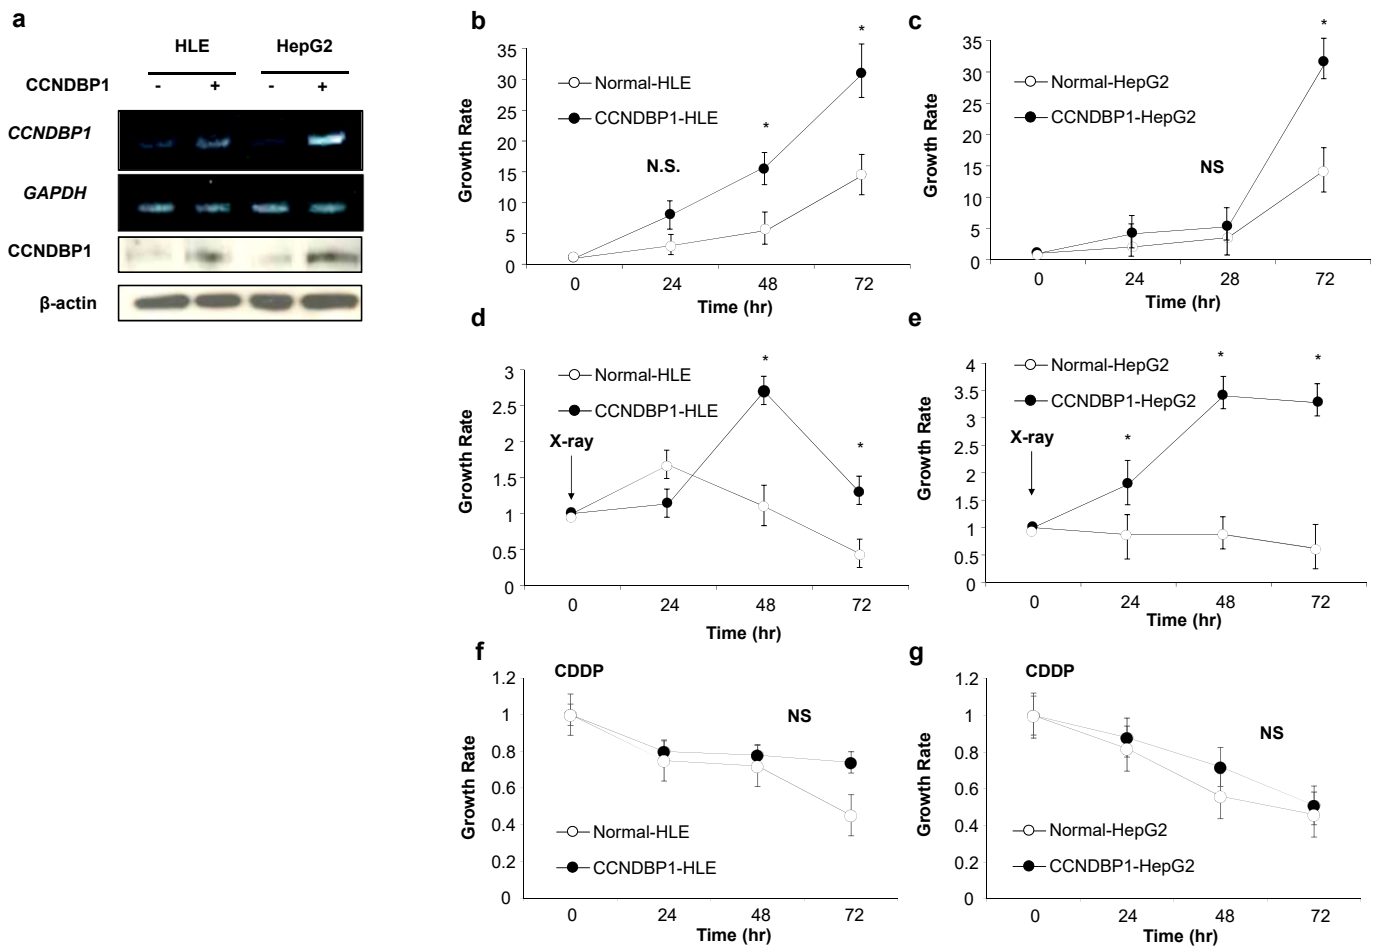 a
HLE HepG2
CCNDBP1 - + - +
CCNDBP1
GAPDH
CCNDBP1
β-actin
b
*
*
N.S.
Normal-HLE
CCNDBP1-HLE
Growth Rate
35
30
25
20
15
10
5
0
0 24 48 72
Time (hr)
c
*
NS
Normal-HepG2
CCNDBP1-HepG2
Growth Rate
35
30
25
20
15
10
5
0
0 24 28 72
Time (hr)
d
*
*
Normal-HLE
CCNDBP1-HLE
X-ray
Growth Rate
3
2.5
2
1.5
1
0.5
0
0 24 48 72
Time (hr)
e
*
*
*
Normal-HepG2
CCNDBP1-HepG2
X-ray
Growth Rate
4
3.5
3
2.5
2
1.5
1
0.5
0
0 24 48 72
Time (hr)
f
CDDP
NS
Growth Rate
1.2
1
0.8
0.6
0.4
0.2
0
Normal-HLE
CCNDBP1-HLE
0 24 48 72
Time (hr)
g
CDDP
NS
Growth Rate
1.2
1
0.8
0.6
0.4
0.2
0
Normal-HepG2
CCNDBP1-HepG2
0 24 48 72
Time (hr)